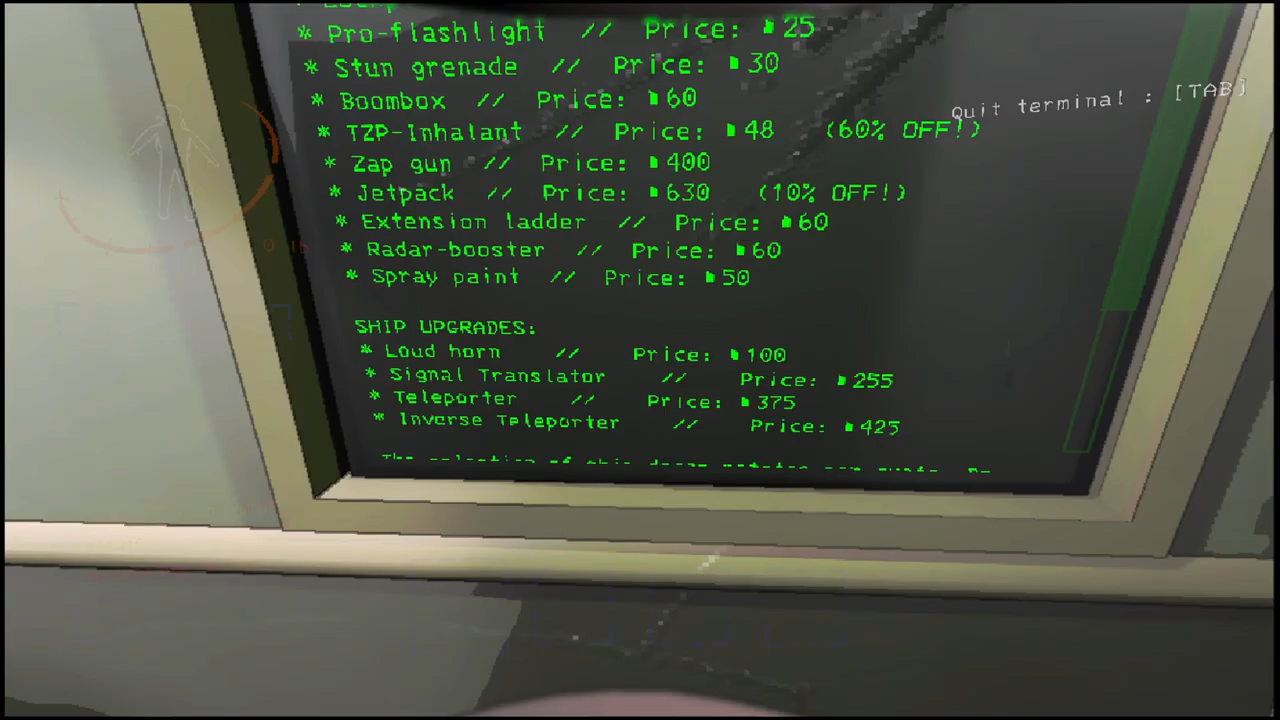 * Pro-flashlight // Price: ■25
* Stun grenade // Price: ■30
* Boombox // Price: ■60
* TZP-Inhalant // Price: ■48 (60% OFF!)
* Zap gun // Price: ■400
* Jetpack // Price: ■630 (10% OFF!)
* Extension ladder // Price: ■60
* Radar-booster // Price: ■60
* Spray paint // Price: ■50
SHIP UPGRADES:
* Loud horn // Price: ■100
* Signal Translator // Price: ■255
* Teleporter // Price: ■375
* Inverse Teleporter // Price: ■425
Quit terminal : [TAB]
0 lb